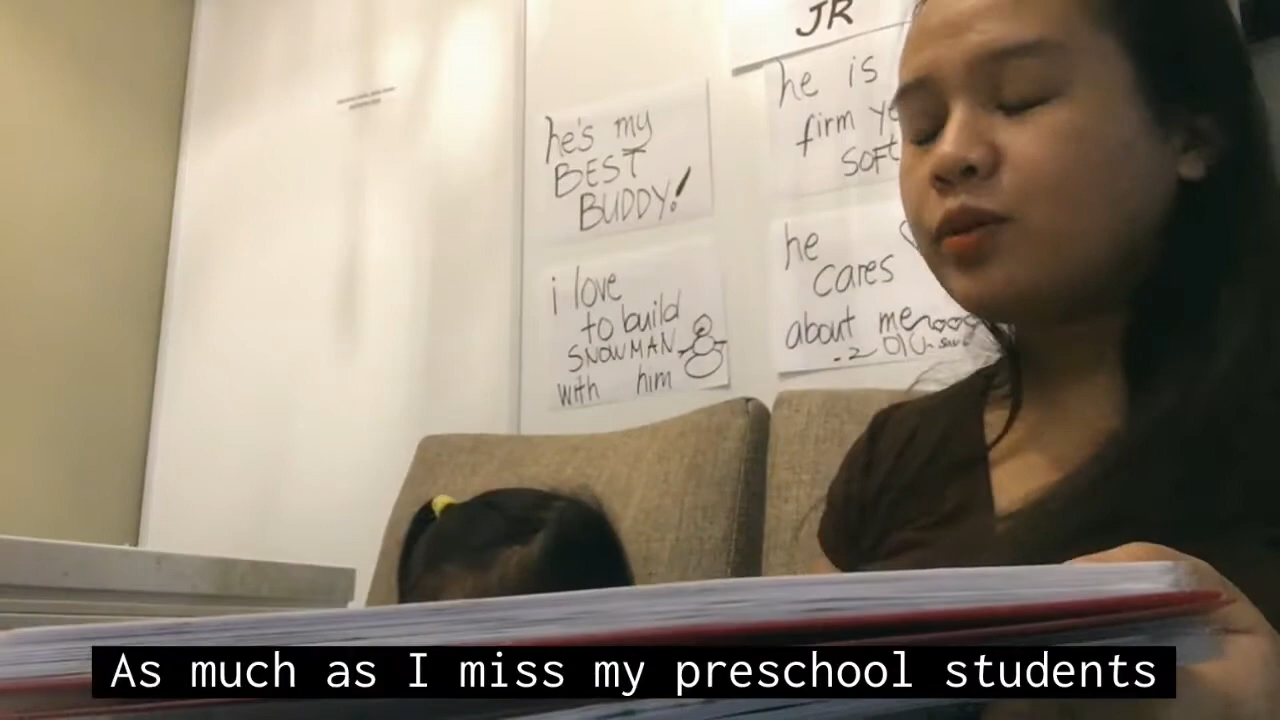 JR
he's my
BEST
BUDDY!
he is
firm
SOFT
i love
to build
SNOWMAN
with him
he
cares
about me
As much as I miss my preschool students